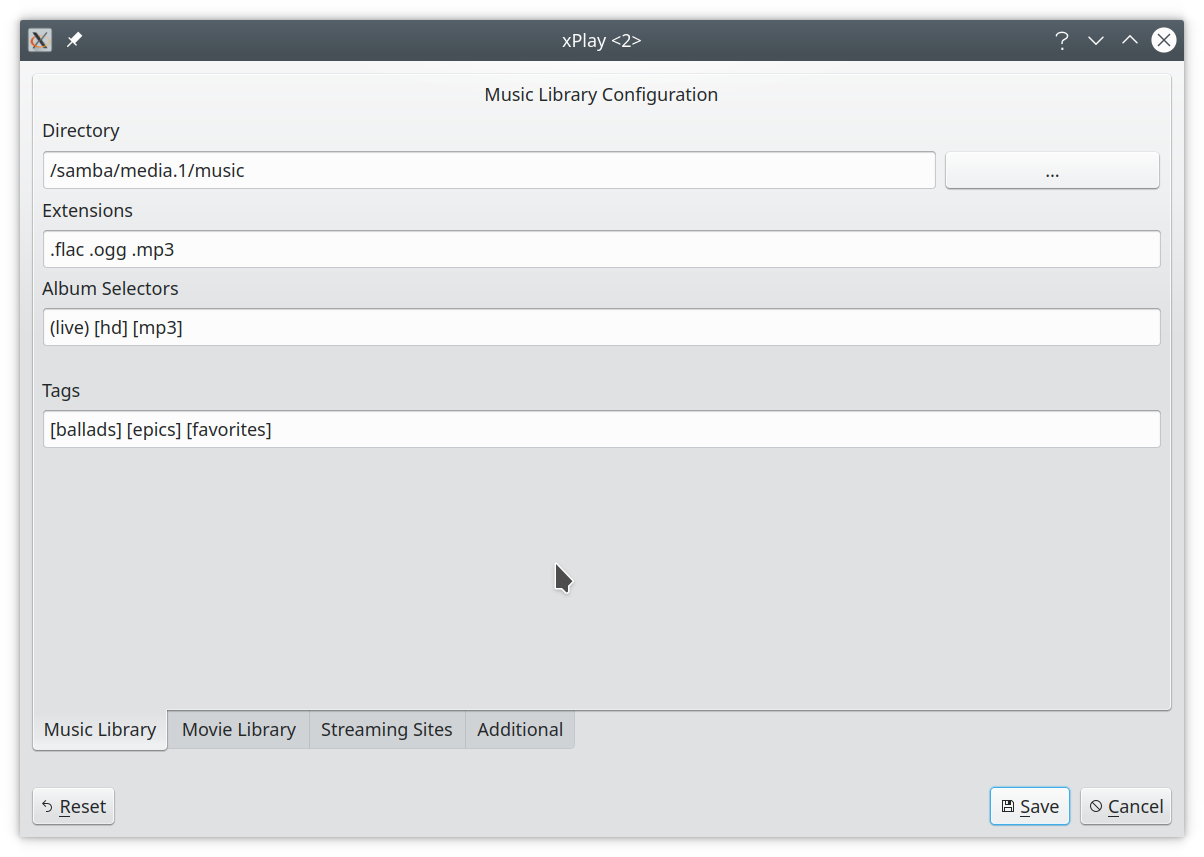 xPlay <2>
Music Library Configuration
Directory
/samba/media.1/music
...
Extensions
.flac .ogg .mp3
Album Selectors
(live) [hd] [mp3]
Tags
[ballads] [epics] [favorites]
Music Library Movie Library Streaming Sites Additional
Reset Save Cancel